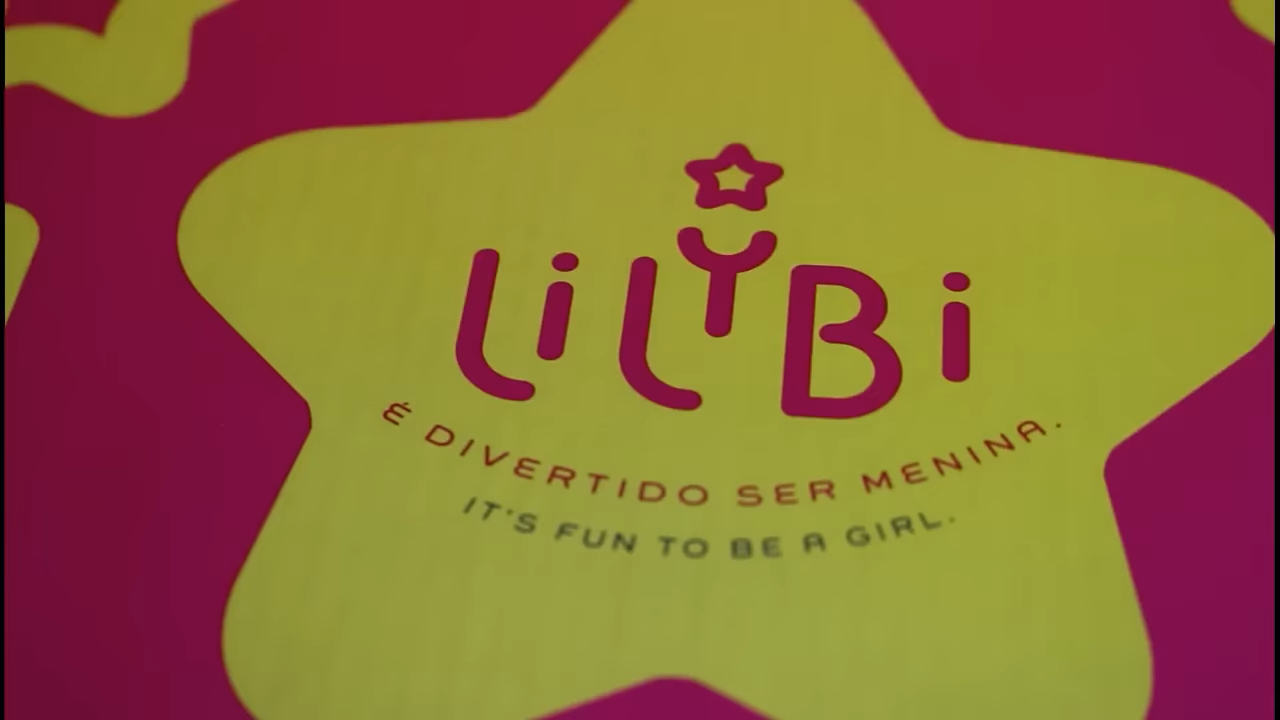 LiLYBi
É DIVERTIDO SER MENINA.
IT'S FUN TO BE A GIRL.